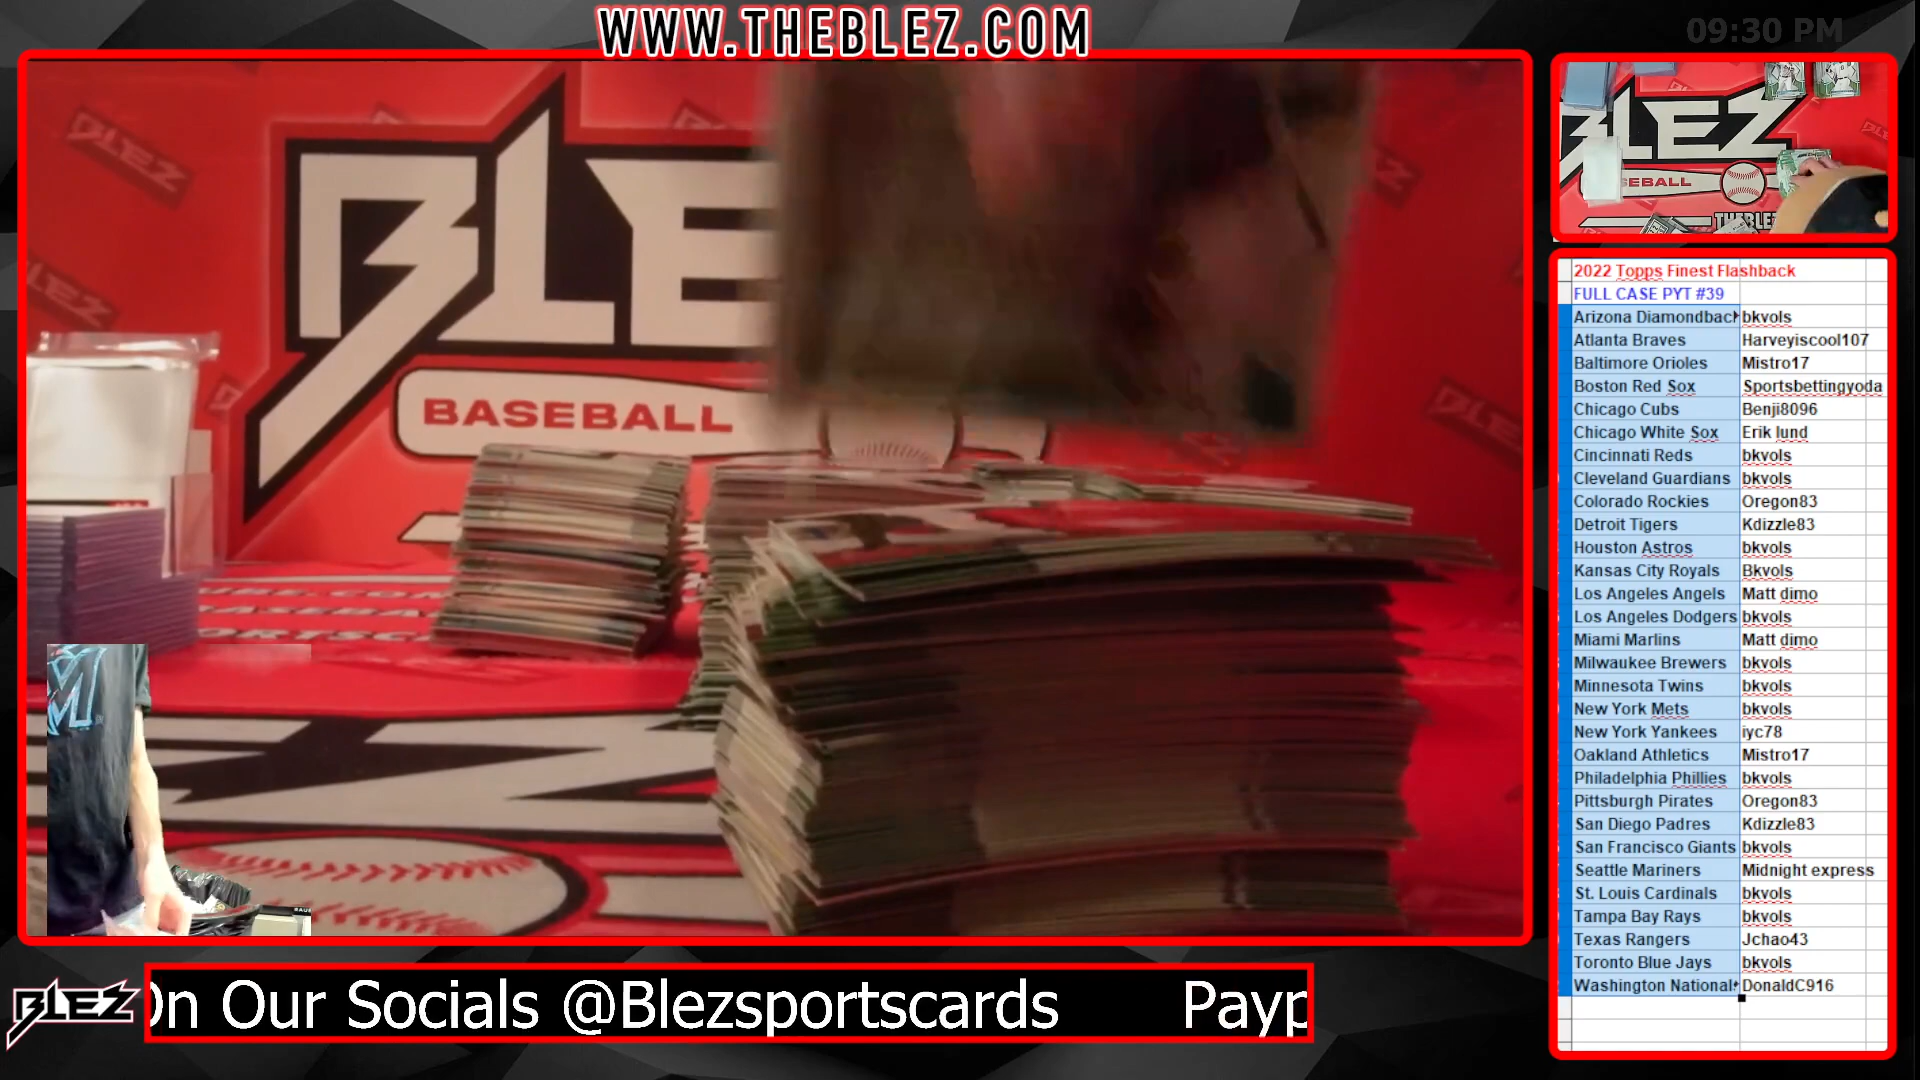 WWW.THEBLEZ.COM
09:30 PM
BLEZ
BASEBALL
2022 Topps Finest Flashback
FULL CASE PYT #39
Arizona Diamondback bkvols
Atlanta Braves Harveyiscool107
Baltimore Orioles Mistro17
Boston Red Sox Sportsbettingyoda
Chicago Cubs Benji8096
Chicago White Sox Erik lund
Cincinnati Reds bkvols
Cleveland Guardians bkvols
Colorado Rockies Oregon83
Detroit Tigers Kdizzle83
Houston Astros bkvols
Kansas City Royals Bkvols
Los Angeles Angels Matt dimo
Los Angeles Dodgers bkvols
Miami Marlins Matt dimo
Milwaukee Brewers bkvols
Minnesota Twins bkvols
New York Mets bkvols
New York Yankees iyc78
Oakland Athletics Mistro17
Philadelphia Phillies bkvols
Pittsburgh Pirates Oregon83
San Diego Padres Kdizzle83
San Francisco Giants bkvols
Seattle Mariners Midnight express
St. Louis Cardinals bkvols
Tampa Bay Rays bkvols
Texas Rangers Jchao43
Toronto Blue Jays bkvols
Washington National DonaldC916
BLEZ
On Our Socials @Blezsportscards Payp